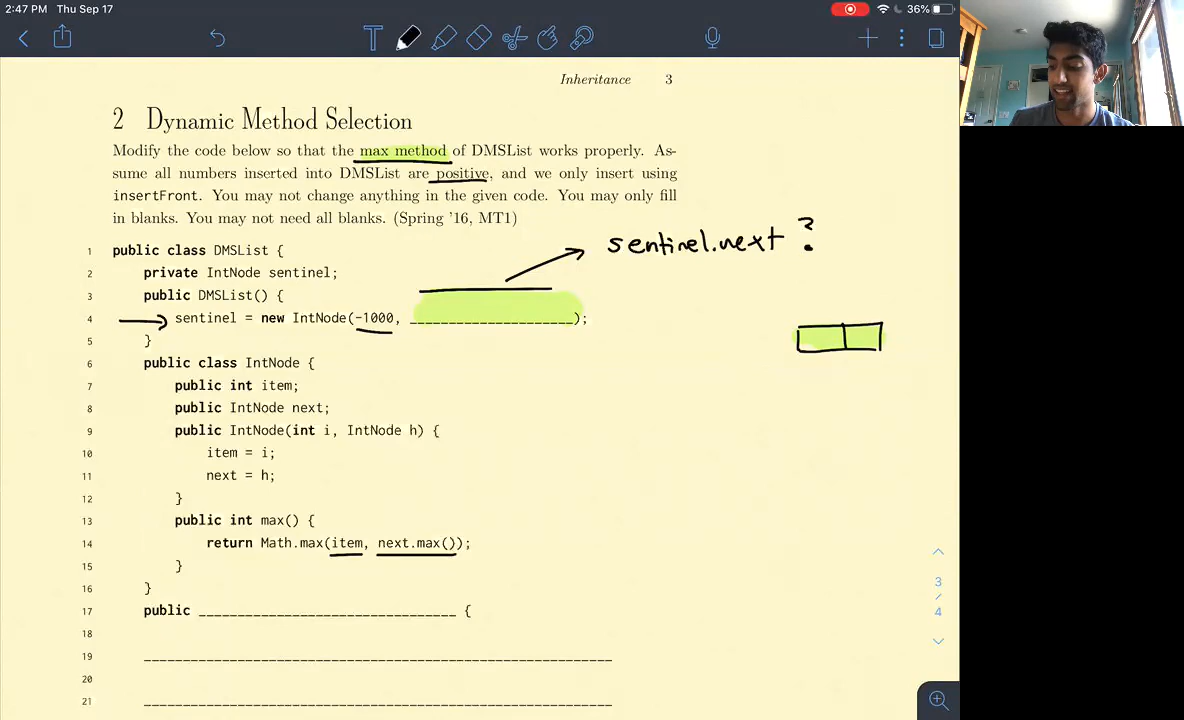 2:47 PM Thu Sep 17
36%
Inheritance 3
2 Dynamic Method Selection
Modify the code below so that the max method of DMSList works properly. As-
sume all numbers inserted into DMSList are positive, and we only insert using
insertFront. You may not change anything in the given code. You may only fill
in blanks. You may not need all blanks. (Spring '16, MT1)
sentinel.next ?
1 public class DMSList {
2 private IntNode sentinel;
3 public DMSList() {
4 sentinel = new IntNode(-1000, _____________________);
5 }
6 public class IntNode {
7 public int item;
8 public IntNode next;
9 public IntNode(int i, IntNode h) {
10 item = i;
11 next = h;
12 }
13 public int max() {
14 return Math.max(item, next.max());
15 }
16 }
17 public _________________________________ {
18
19 ____________________________________________________________
20
21 ____________________________________________________________
3
/
4